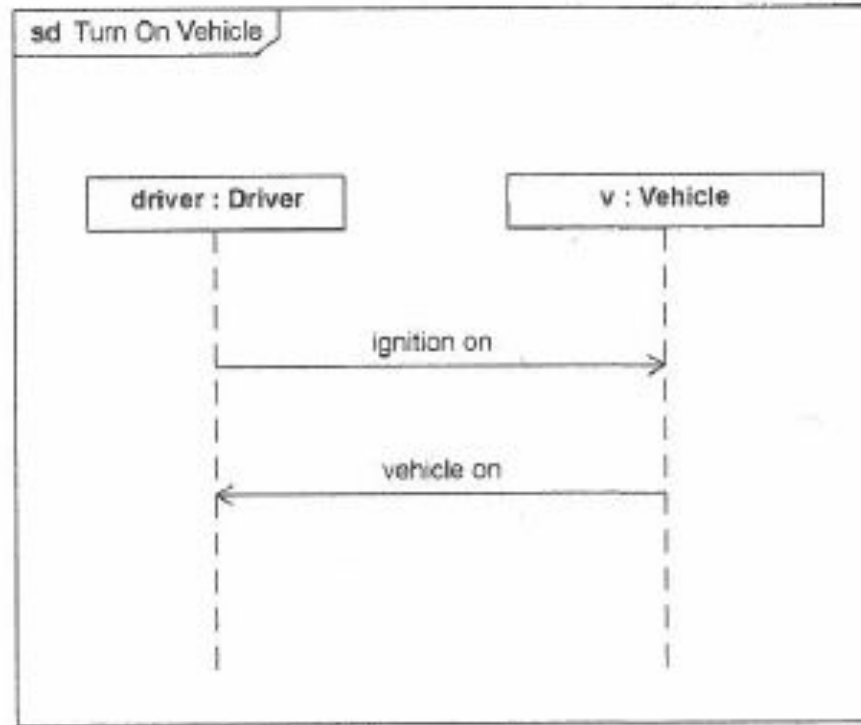 sd Turn On Vehicle
driver : Driver
v : Vehicle
ignition on
vehicle on